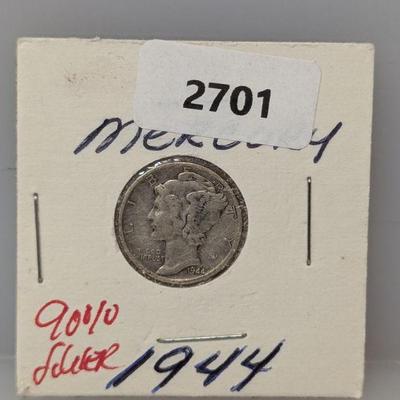 2701
MERCURY
LIBERTY
IN GOD
WE TRUST
1944
90%
Silver
1944